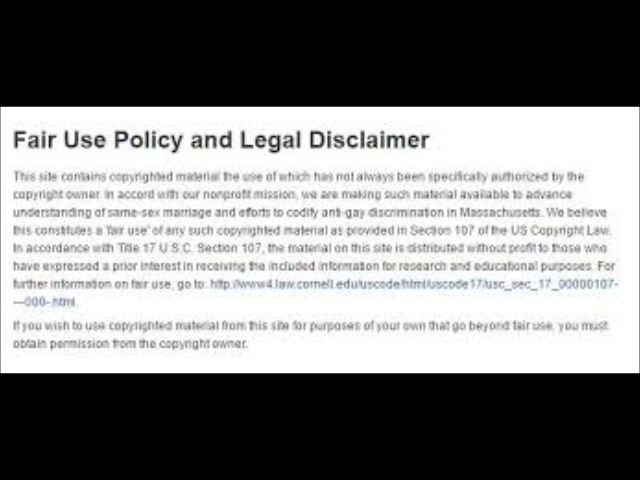 Fair Use Policy and Legal Disclaimer
This site contains copyrighted material the use of which has not always been specifically authorized by the
copyright owner. In accord with our nonprofit mission, we are making such material available to advance
understanding of same-sex marriage and efforts to codify anti-gay discrimination in Massachusetts. We believe
this constitutes a 'fair use' of any such copyrighted material as provided in Section 107 of the US Copyright Law.
In accordance with Title 17 U.S.C. Section 107, the material on this site is distributed without profit to those who
have expressed a prior interest in receiving the included information for research and educational purposes. For
further information on fair use, go to: http://www4.law.cornell.edu/uscode/html/uscode17/usc_sec_17_00000107-
---000-.html.
If you wish to use copyrighted material from this site for purposes of your own that go beyond fair use, you must
obtain permission from the copyright owner.